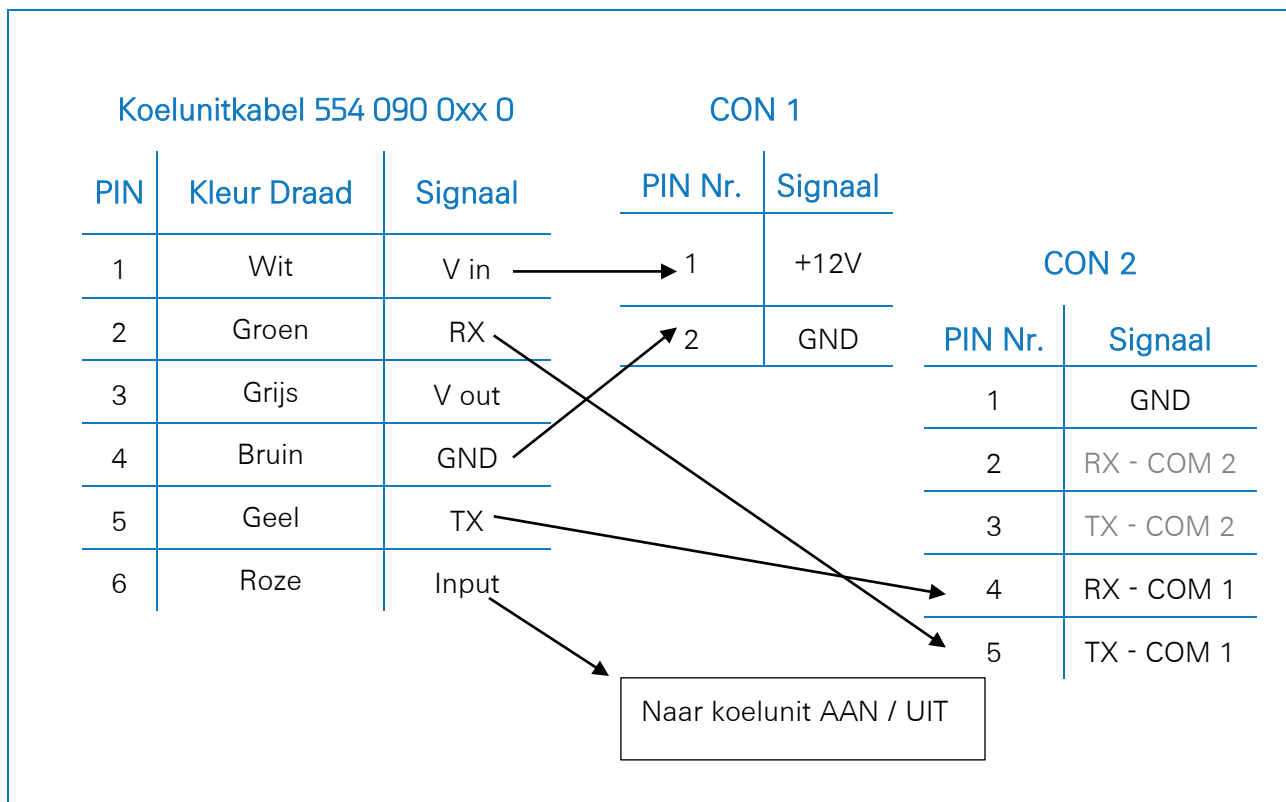 Koelunitkabel 554 090 0xx 0
PIN Kleur Draad Signaal
1 Wit V in
2 Groen RX
3 Grijs V out
4 Bruin GND
5 Geel TX
6 Roze Input
CON 1
PIN Nr. Signaal
1 +12V
2 GND
CON 2
PIN Nr. Signaal
1 GND
2 RX - COM 2
3 TX - COM 2
4 RX - COM 1
5 TX - COM 1
Naar koelunit AAN / UIT